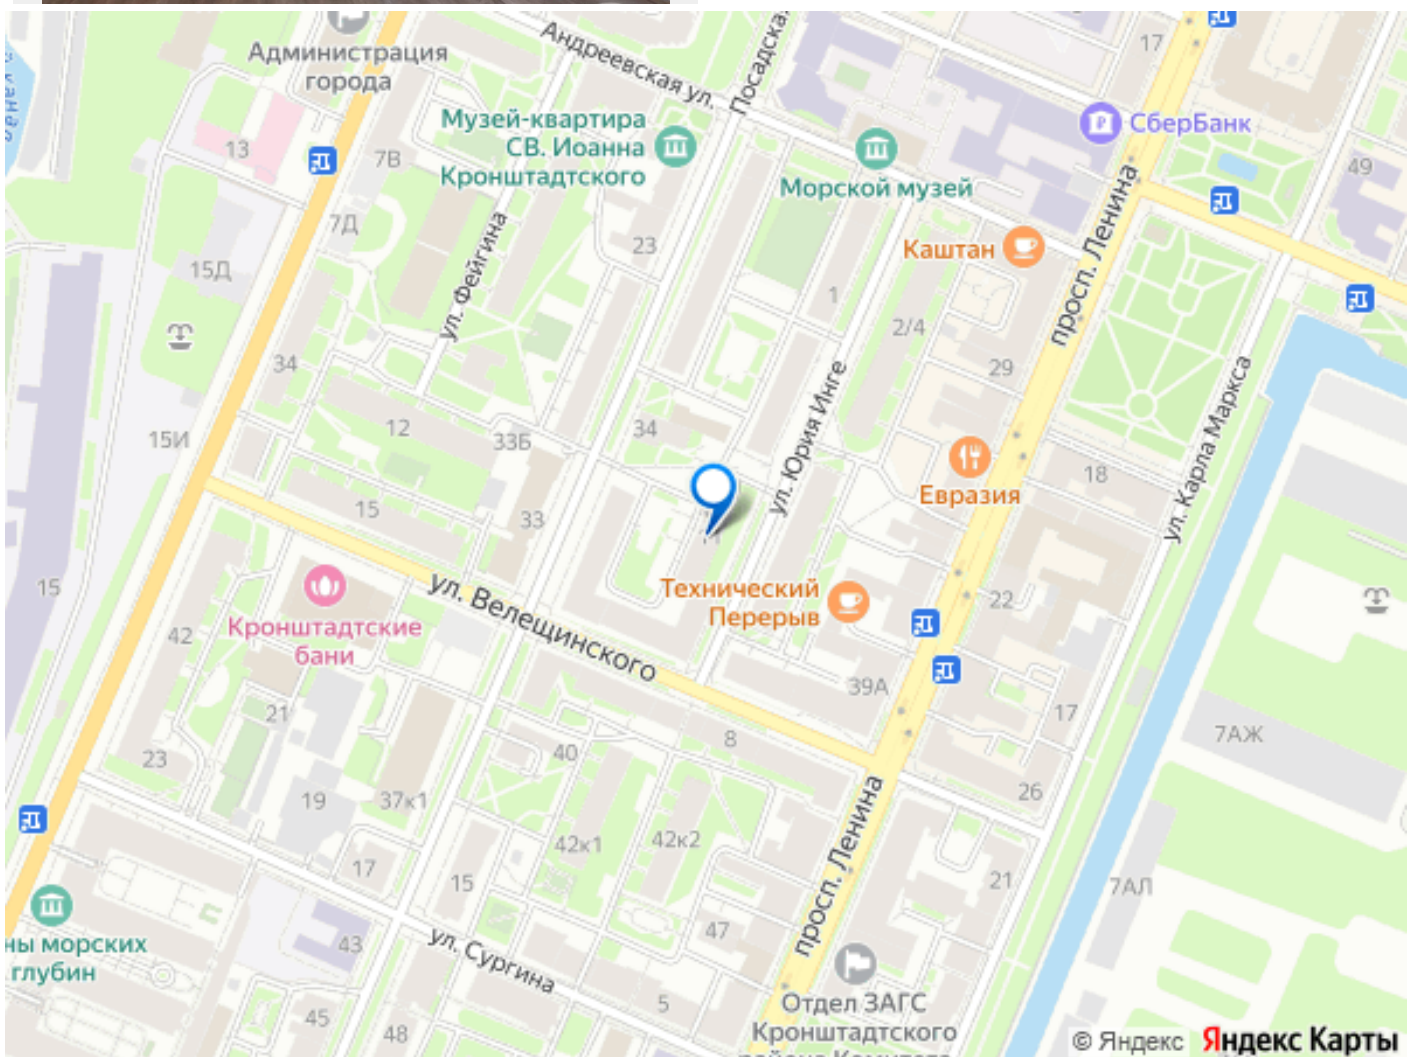 Администрация
города
Андреевская ул.
Посадская
17
Музей-квартира
СВ. Иоанна
Кронштадтского
СберБанк
13
7В
Морской музей
49
7Д
23
Каштан
15Д
ул. Фейгина
1
2/4
просп. Ленина
34
29
ул. Юрия Инге
ул. Карла Маркса
15И
12
33Б
34
Евразия
18
15
33
15
Технический
Перерыв
22
Кронштадтские
бани
ул. Велещинского
42
39А
21
17
8
7АЖ
23
40
19
37к1
26
просп. Ленина
42к1
42к2
17
15
21
7АЛ
ны морских
глубин
43
ул. Сургина
47
Отдел ЗАГС
Кронштадтского
района Комитета
45
48
5
© Яндекс Яндекс Карты